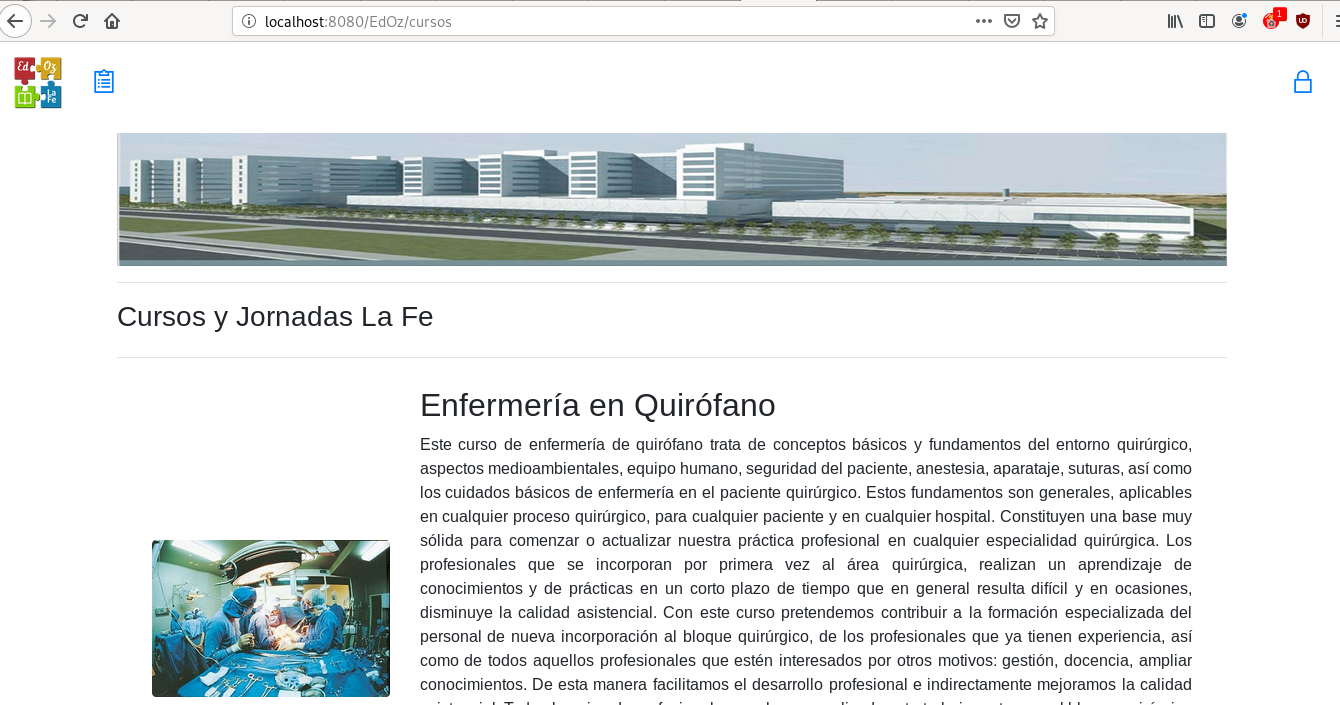 localhost:8080/EdOz/cursos
1
Ed Oz
La
Fe
Cursos y Jornadas La Fe
Enfermería en Quirófano
Este curso de enfermería de quirófano trata de conceptos básicos y fundamentos del entorno quirúrgico,
aspectos medioambientales, equipo humano, seguridad del paciente, anestesia, aparataje, suturas, así como
los cuidados básicos de enfermería en el paciente quirúrgico. Estos fundamentos son generales, aplicables
en cualquier proceso quirúrgico, para cualquier paciente y en cualquier hospital. Constituyen una base muy
sólida para comenzar o actualizar nuestra práctica profesional en cualquier especialidad quirúrgica. Los
profesionales que se incorporan por primera vez al área quirúrgica, realizan un aprendizaje de
conocimientos y de prácticas en un corto plazo de tiempo que en general resulta difícil y en ocasiones,
disminuye la calidad asistencial. Con este curso pretendemos contribuir a la formación especializada del
personal de nueva incorporación al bloque quirúrgico, de los profesionales que ya tienen experiencia, así
como de todos aquellos profesionales que estén interesados por otros motivos: gestión, docencia, ampliar
conocimientos. De esta manera facilitamos el desarrollo profesional e indirectamente mejoramos la calidad